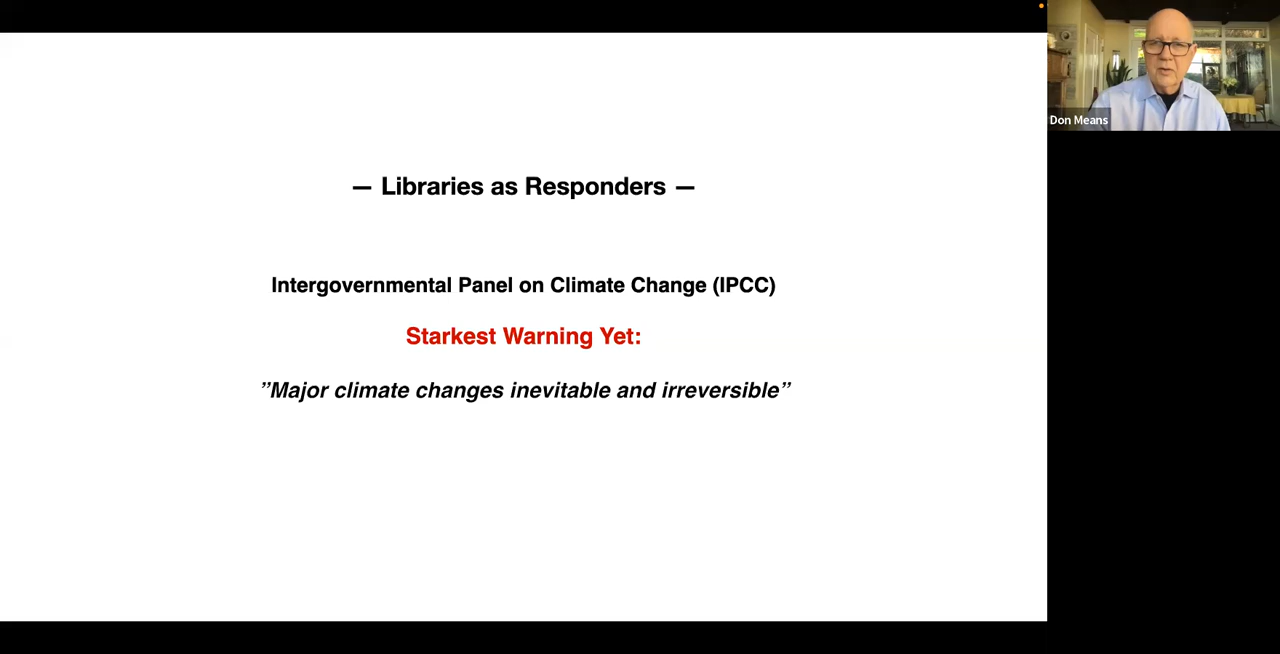 — Libraries as Responders —
Intergovernmental Panel on Climate Change (IPCC)
Starkest Warning Yet:
”Major climate changes inevitable and irreversible”
Don Means